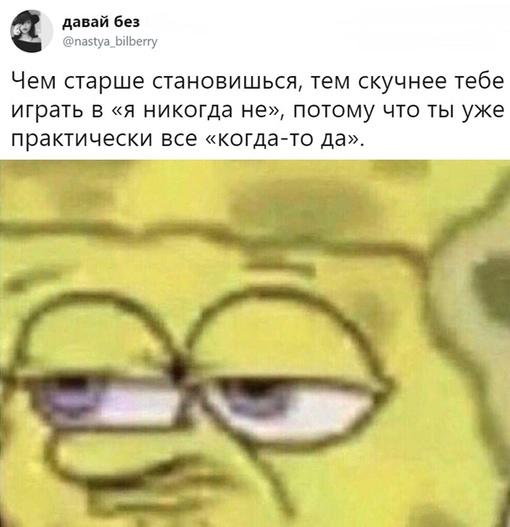 давай без
@nastya_bilberry
Чем старше становишься, тем скучнее тебе
играть в «я никогда не», потому что ты уже
практически все «когда-то да».